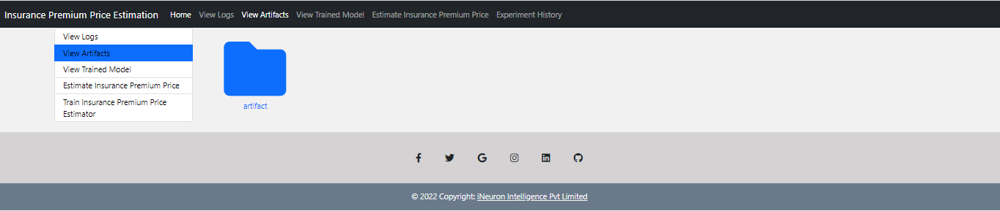 Insurance Premium Price Estimation Home View Logs View Artifacts View Trained Model Estimate Insurance Premium Price Experiment History
View Logs
View Artifacts
View Trained Model
Estimate Insurance Premium Price
Train Insurance Premium Price
Estimator
artifact
© 2022 Copyright: iNeuron Intelligence Pvt Limited